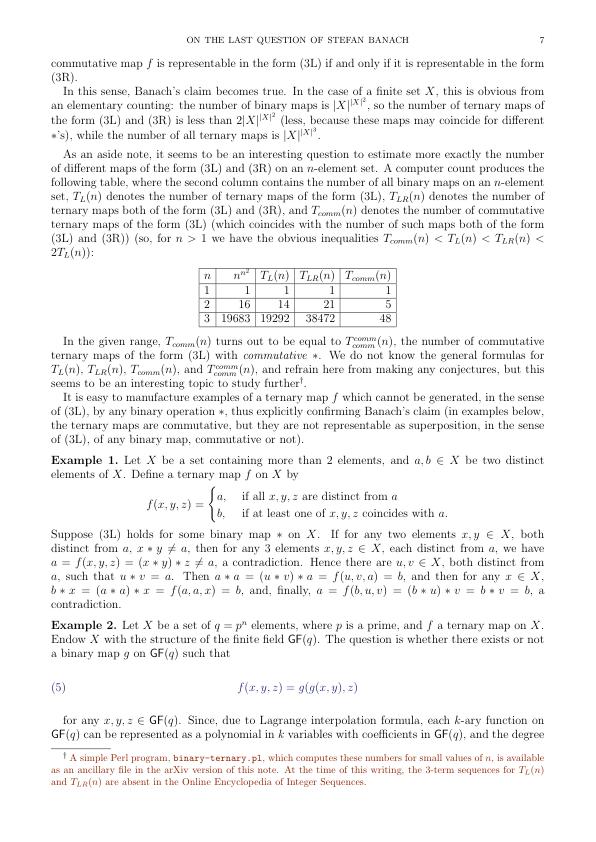 ON THE LAST QUESTION OF STEFAN BANACH 7
commutative map f is representable in the form (3L) if and only if it is representable in the form
(3R).
In this sense, Banach's claim becomes true. In the case of a finite set X, this is obvious from
an elementary counting: the number of binary maps is |X|^{|X|^2}, so the number of ternary maps of
the form (3L) and (3R) is less than 2|X|^{|X|^2} (less, because these maps may coincide for different
∗'s), while the number of all ternary maps is |X|^{|X|^3}.
As an aside note, it seems to be an interesting question to estimate more exactly the number
of different maps of the form (3L) and (3R) on an n-element set. A computer count produces the
following table, where the second column contains the number of all binary maps on an n-element
set, T_L(n) denotes the number of ternary maps of the form (3L), T_{LR}(n) denotes the number of
ternary maps both of the form (3L) and (3R), and T_{comm}(n) denotes the number of commutative
ternary maps of the form (3L) (which coincides with the number of such maps both of the form
(3L) and (3R)) (so, for n > 1 we have the obvious inequalities T_{comm}(n) < T_L(n) < T_{LR}(n) <
2T_L(n)):
n n^{n^2} T_L(n) T_{LR}(n) T_{comm}(n)
1 1 1 1 1
2 16 14 21 5
3 19683 19292 38472 48
In the given range, T_{comm}(n) turns out to be equal to T_{comm}^{comm}(n), the number of commutative
ternary maps of the form (3L) with commutative ∗. We do not know the general formulas for
T_L(n), T_{LR}(n), T_{comm}(n), and T_{comm}^{comm}(n), and refrain here from making any conjectures, but this
seems to be an interesting topic to study further†.
It is easy to manufacture examples of a ternary map f which cannot be generated, in the sense
of (3L), by any binary operation ∗, thus explicitly confirming Banach's claim (in examples below,
the ternary maps are commutative, but they are not representable as superposition, in the sense
of (3L), of any binary map, commutative or not).
Example 1. Let X be a set containing more than 2 elements, and a, b ∈ X be two distinct
elements of X. Define a ternary map f on X by
f(x, y, z) = { a, if all x, y, z are distinct from a
b, if at least one of x, y, z coincides with a.
Suppose (3L) holds for some binary map ∗ on X. If for any two elements x, y ∈ X, both
distinct from a, x ∗ y ≠ a, then for any 3 elements x, y, z ∈ X, each distinct from a, we have
a = f(x, y, z) = (x ∗ y) ∗ z ≠ a, a contradiction. Hence there are u, v ∈ X, both distinct from
a, such that u ∗ v = a. Then a ∗ a = (u ∗ v) ∗ a = f(u, v, a) = b, and then for any x ∈ X,
b ∗ x = (a ∗ a) ∗ x = f(a, a, x) = b, and, finally, a = f(b, u, v) = (b ∗ u) ∗ v = b ∗ v = b, a
contradiction.
Example 2. Let X be a set of q = p^n elements, where p is a prime, and f a ternary map on X.
Endow X with the structure of the finite field GF(q). The question is whether there exists or not
a binary map g on GF(q) such that
(5) f(x, y, z) = g(g(x, y), z)
for any x, y, z ∈ GF(q). Since, due to Lagrange interpolation formula, each k-ary function on
GF(q) can be represented as a polynomial in k variables with coefficients in GF(q), and the degree
† A simple Perl program, binary-ternary.pl, which computes these numbers for small values of n, is available
as an ancillary file in the arXiv version of this note. At the time of this writing, the 3-term sequences for T_L(n)
and T_{LR}(n) are absent in the Online Encyclopedia of Integer Sequences.